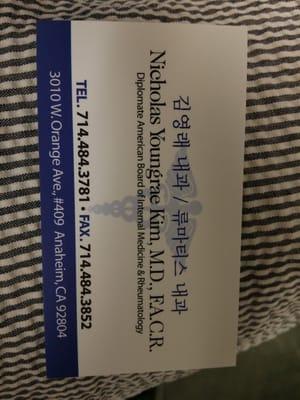 김영래 내과 / 류마티스 내과
Nicholas Youngrae Kim, M.D., F.A.C.R.
Diplomate American Board of Internal Medicine & Rheumatology
TEL. 714.484.3781 • FAX. 714.484.3852
3010 W. Orange Ave., #409 Anaheim, CA 92804